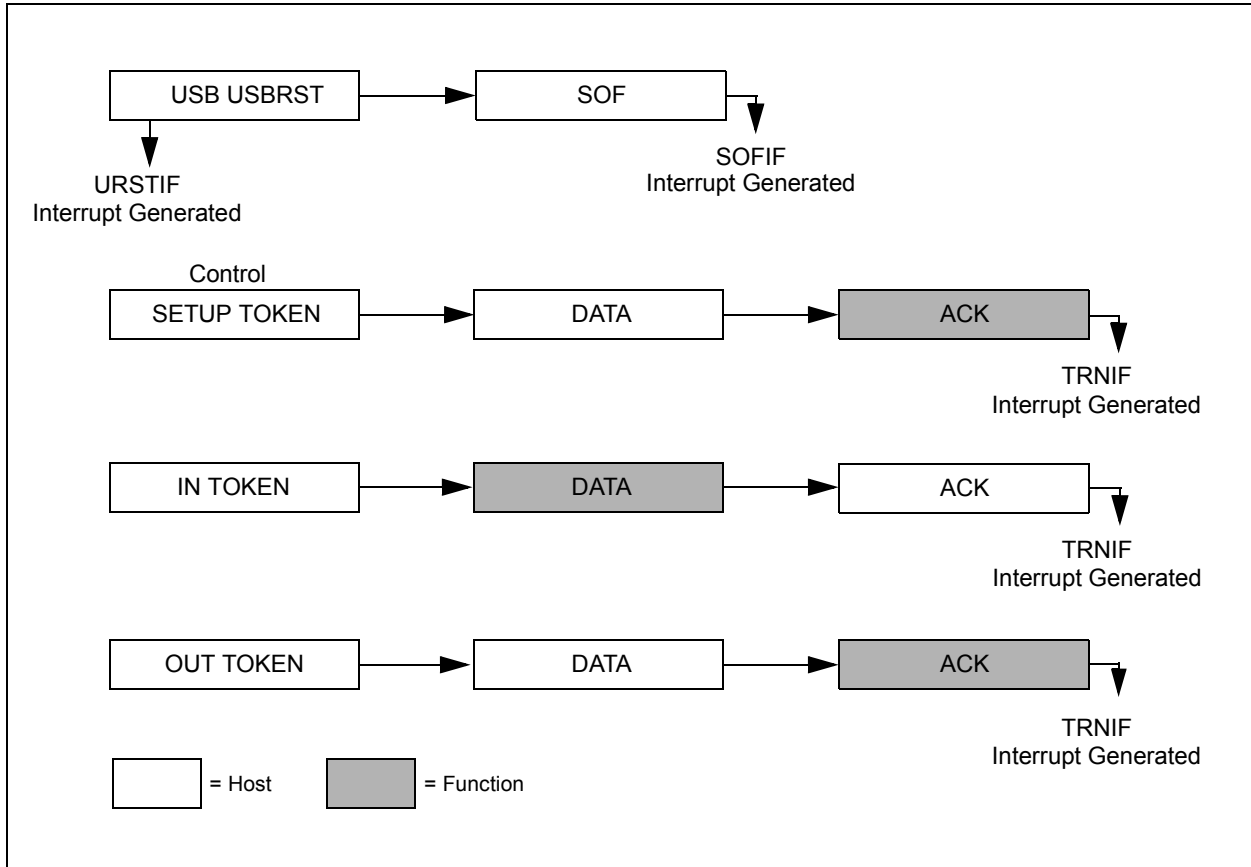 USB USBRST
SOF
URSTIF
Interrupt Generated
SOFIF
Interrupt Generated
Control
SETUP TOKEN
DATA
ACK
TRNIF
Interrupt Generated
IN TOKEN
DATA
ACK
TRNIF
Interrupt Generated
OUT TOKEN
DATA
ACK
TRNIF
Interrupt Generated
= Host
= Function